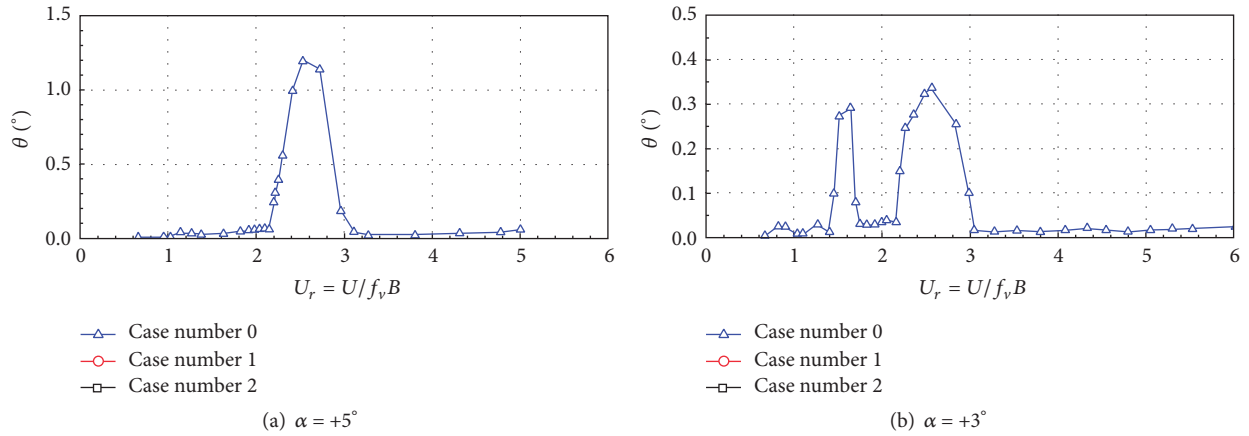 1.5
1.0
0.5
0.0
θ (°)
0 1 2 3 4 5 6
U_r = U/f_vB
Case number 0
Case number 1
Case number 2
(a) α = +5°
0.5
0.4
0.3
0.2
0.1
0.0
θ (°)
0 1 2 3 4 5 6
U_r = U/f_vB
Case number 0
Case number 1
Case number 2
(b) α = +3°